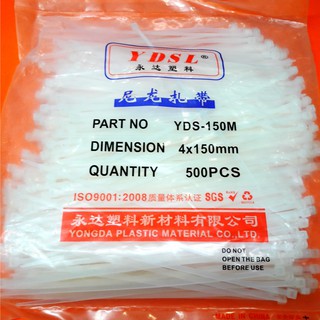 YDSL®
永达塑料
尼龙扎带
PART NO YDS-150M
DIMENSION 4x150mm
QUANTITY 500PCS
ISO9001:2008质量体系认证 SGS
永达塑料新材料有限公司
YONGDA PLASTIC MATERIAL CO.,LTD.
DO NOT
OPEN THE BAG
BEFORE USE